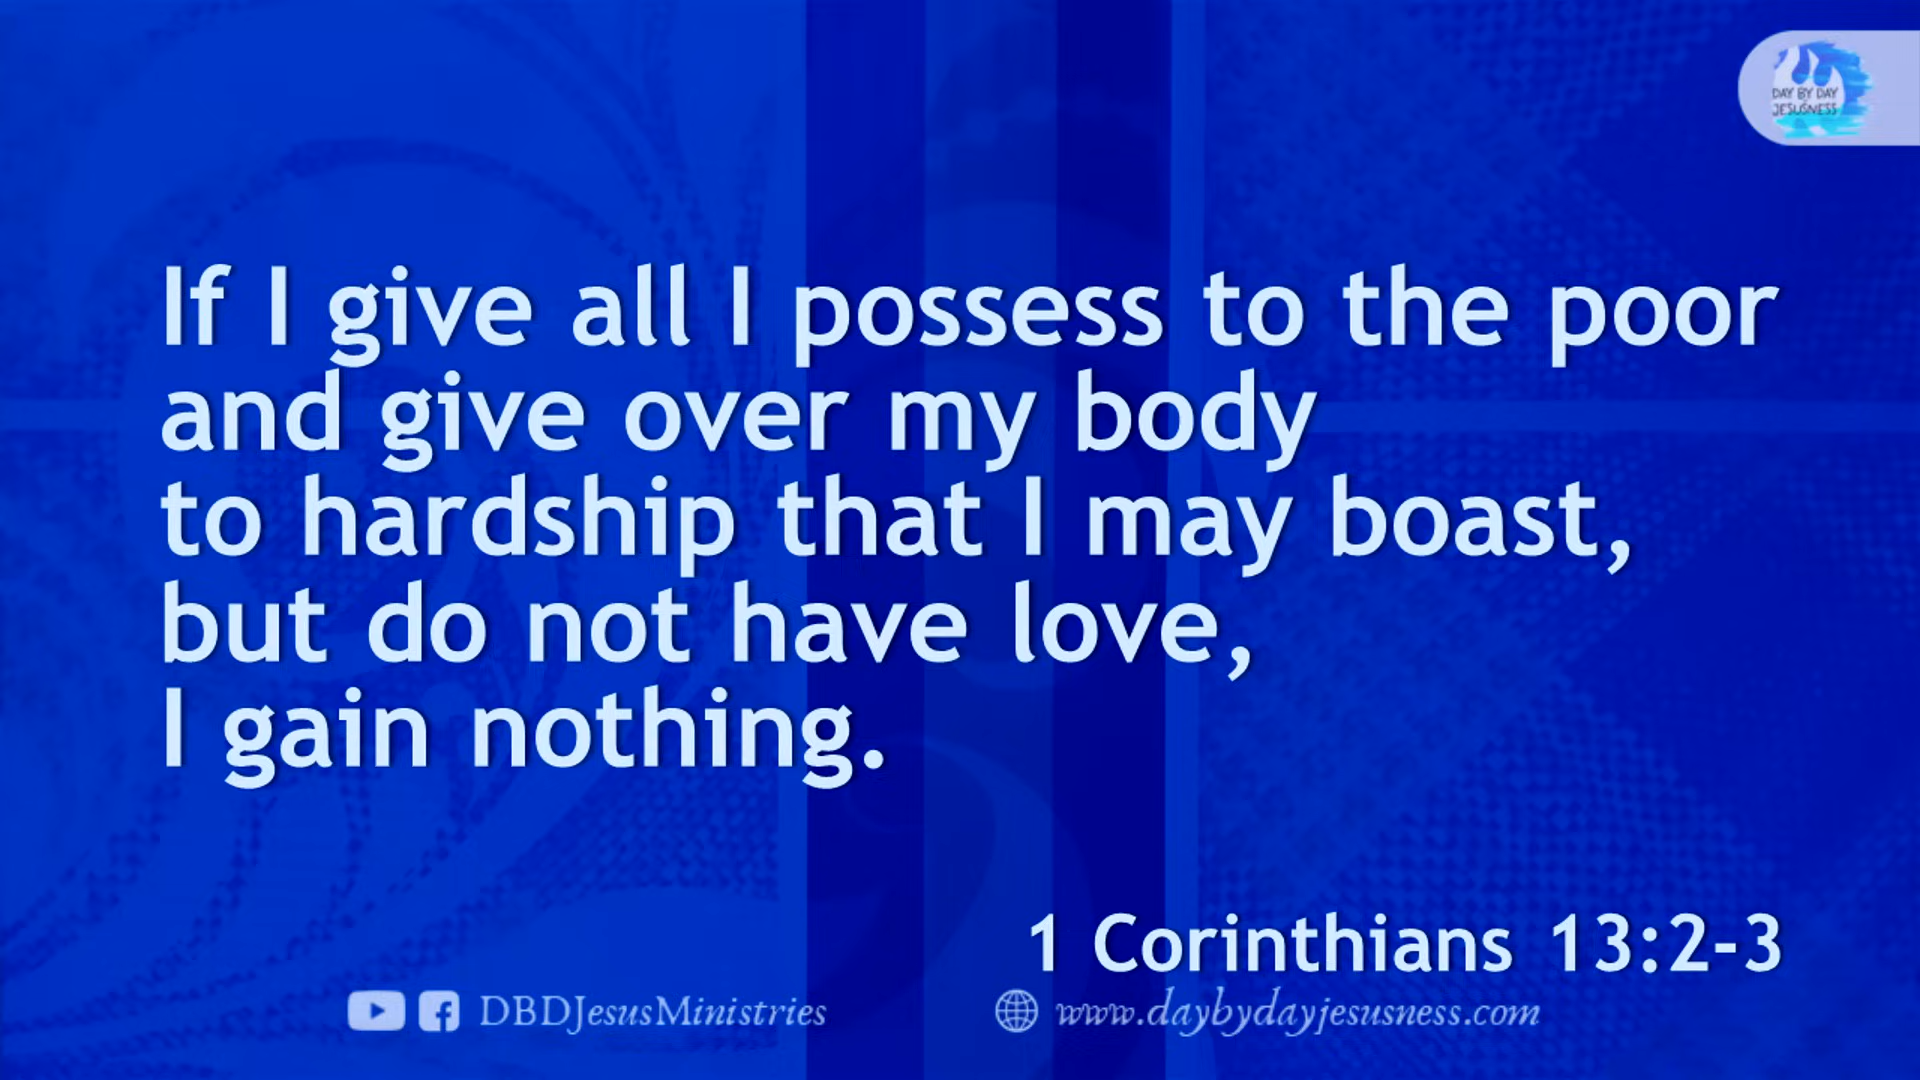 DAY BY DAY
JESUSNESS
If I give all I possess to the poor
and give over my body
to hardship that I may boast,
but do not have love,
I gain nothing.
1 Corinthians 13:2-3
DBDJesusMinistries
www.daybydayjesusness.com